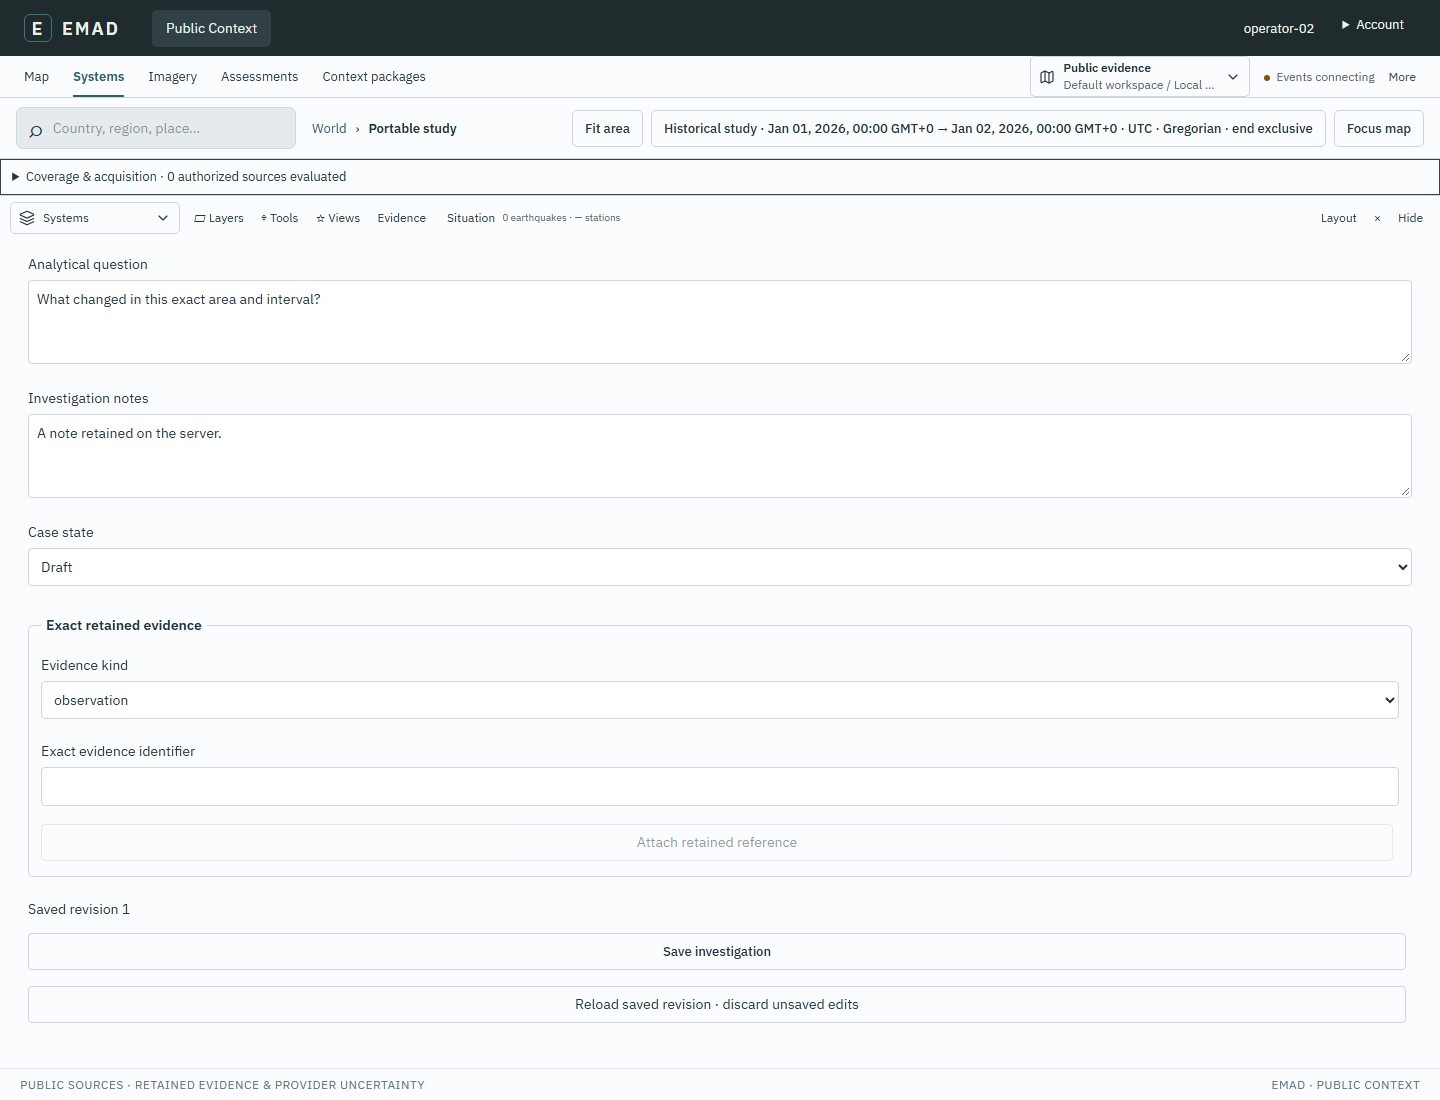 E EMAD Public Context operator-02 ▶ Account
Map Systems Imagery Assessments Context packages Public evidence Default workspace / Local ... Events connecting More
Country, region, place... World › Portable study Fit area Historical study · Jan 01, 2026, 00:00 GMT+0 → Jan 02, 2026, 00:00 GMT+0 · UTC · Gregorian · end exclusive Focus map
▶ Coverage & acquisition · 0 authorized sources evaluated
Systems Layers ÷ Tools ☆ Views Evidence Situation 0 earthquakes · — stations Layout × Hide
Analytical question
What changed in this exact area and interval?
Investigation notes
A note retained on the server.
Case state
Draft
Exact retained evidence
Evidence kind
observation
Exact evidence identifier
Attach retained reference
Saved revision 1
Save investigation
Reload saved revision · discard unsaved edits
PUBLIC SOURCES · RETAINED EVIDENCE & PROVIDER UNCERTAINTY EMAD · PUBLIC CONTEXT